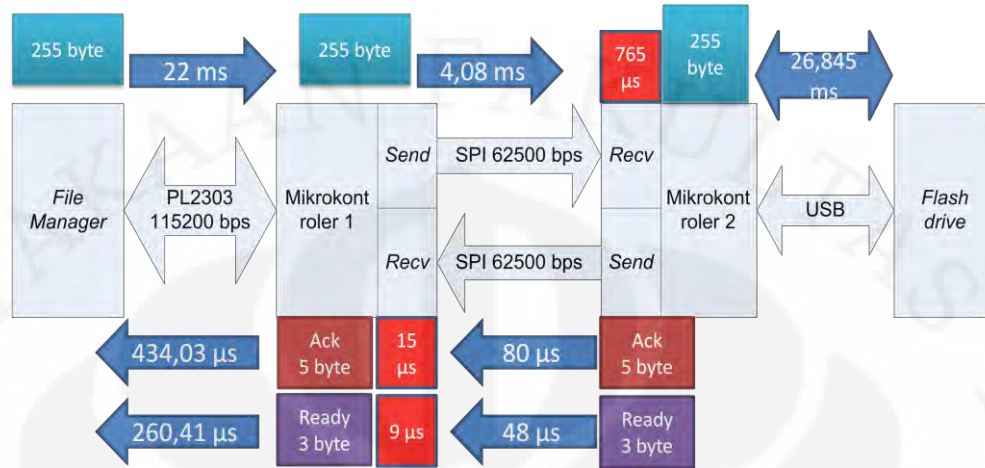 255 byte
22 ms
255 byte
4,08 ms
765
µs
255
byte
26,845
ms
File
Manager
PL2303
115200 bps
Mikrokont
roler 1
Send
SPI 62500 bps
Recv
Mikrokont
roler 2
USB
Flash
drive
Recv
SPI 62500 bps
Send
434,03 µs
Ack
5 byte
15
µs
80 µs
Ack
5 byte
260,41 µs
Ready
3 byte
9 µs
48 µs
Ready
3 byte